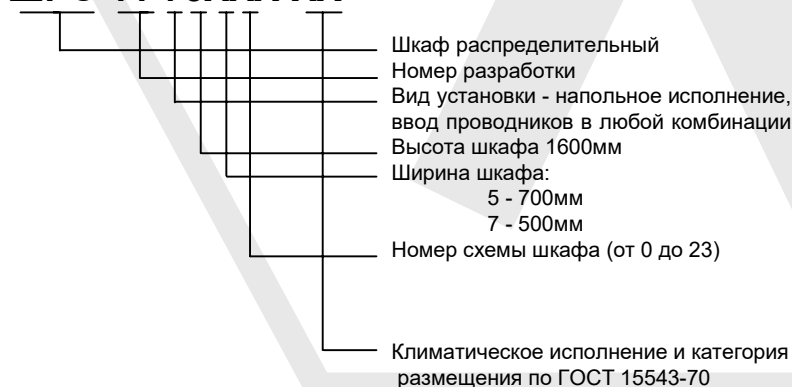 Шкаф распределительный
Номер разработки
Вид установки - напольное исполнение,
ввод проводников в любой комбинации
Высота шкафа 1600мм
Ширина шкафа:
5 - 700мм
7 - 500мм
Номер схемы шкафа (от 0 до 23)
Климатическое исполнение и категория
размещения по ГОСТ 15543-70